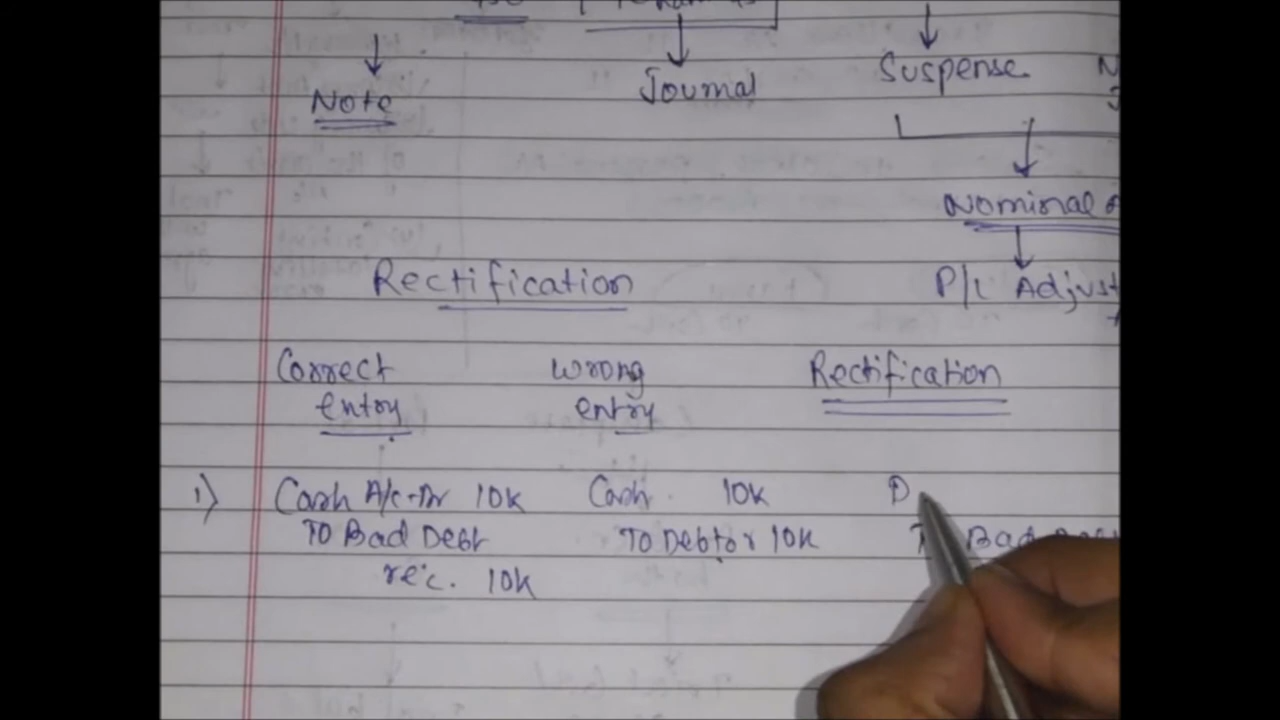 Journal
Suspense
Note
Nominal
P/L Adjust
Rectification
Correct entry
Wrong entry
Rectification
1) Cash A/c-Dr 10K
To Bad Debt
rec. 10K
Cash 10K
To Debtor 10K
D
To Bad